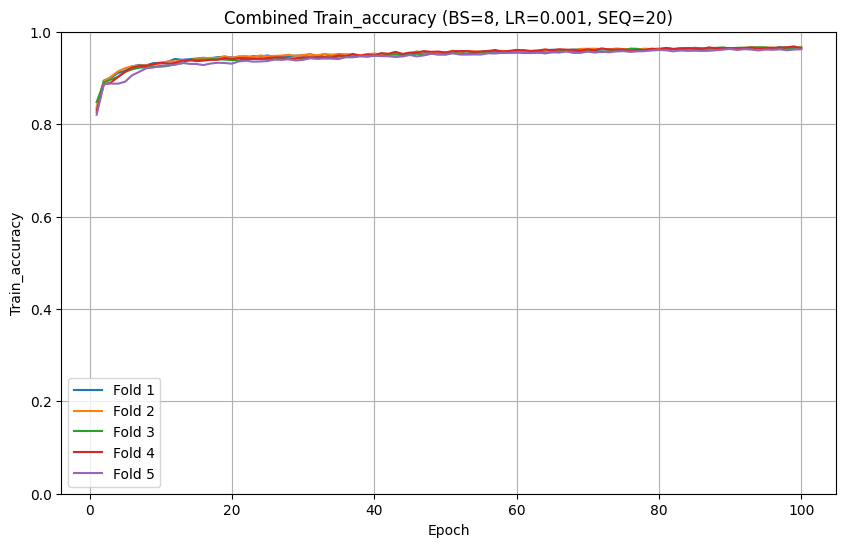 Combined Train_accuracy (BS=8, LR=0.001, SEQ=20)
Train_accuracy
1.0
0.8
0.6
0.4
0.2
0.0
Fold 1
Fold 2
Fold 3
Fold 4
Fold 5
0 20 40 60 80 100
Epoch